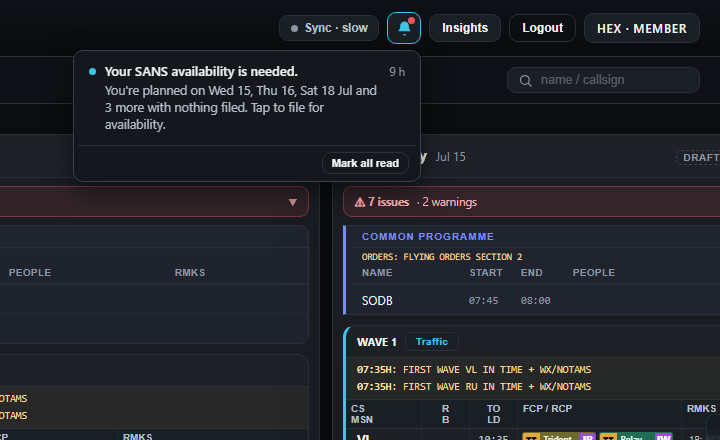 Sync · slow
Insights
Logout
HEX · MEMBER
Your SANS availability is needed.
9 h
You're planned on Wed 15, Thu 16, Sat 18 Jul and
3 more with nothing filed. Tap to file for
availability.
Mark all read
name / callsign
y Jul 15
DRAFT
7 issues · 2 warnings
PEOPLE RMKS
COMMON PROGRAMME
ORDERS: FLYING ORDERS SECTION 2
NAME START END PEOPLE
SODB 07:45 08:00
WAVE 1 Traffic
OTAMS
OTAMS
07:35H: FIRST WAVE VL IN TIME + WX/NOTAMS
07:35H: FIRST WAVE RU IN TIME + WX/NOTAMS
CS R TO FCP / RCP RMKS
MSN B LD
CP RMKS
VL 10:35 Trident Relay